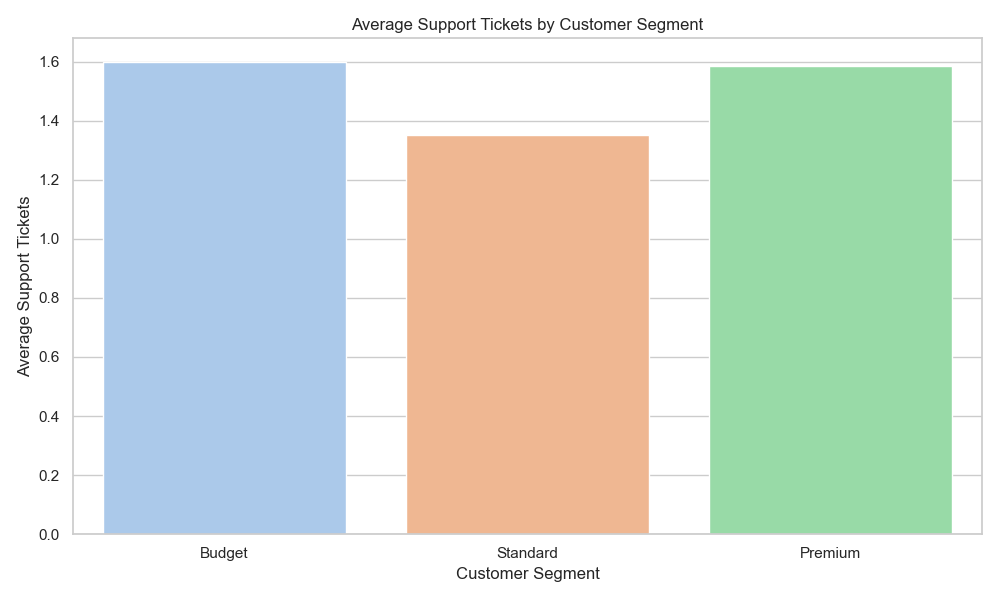 Average Support Tickets by Customer Segment
1.6
1.4
1.2
1.0
0.8
0.6
0.4
0.2
0.0
Average Support Tickets
Budget Standard Premium
Customer Segment